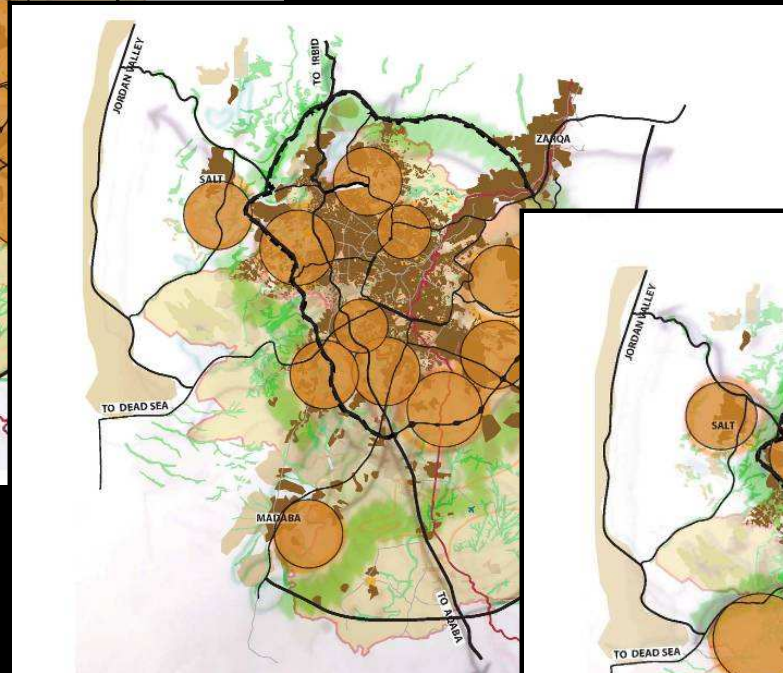 JORDAN VALLEY
TO IRBID
ZARQA
SALT
TO DEAD SEA
MADABA
TO AQABA
JORDAN VALLEY
SALT
TO DEAD SEA